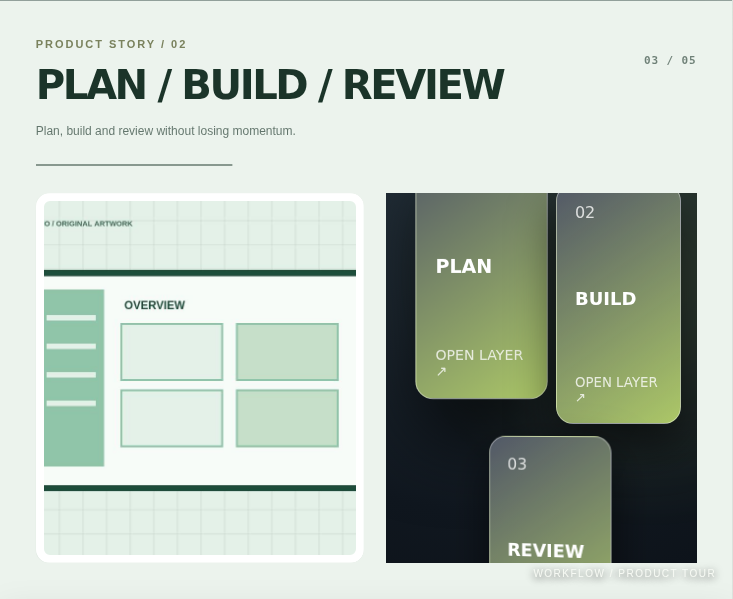 PRODUCT STORY / 02
03 / 05
PLAN / BUILD / REVIEW
Plan, build and review without losing momentum.
O / ORIGINAL ARTWORK
OVERVIEW
PLAN
OPEN LAYER
↗
02
BUILD
OPEN LAYER
↗
03
REVIEW
WORKFLOW / PRODUCT TOUR